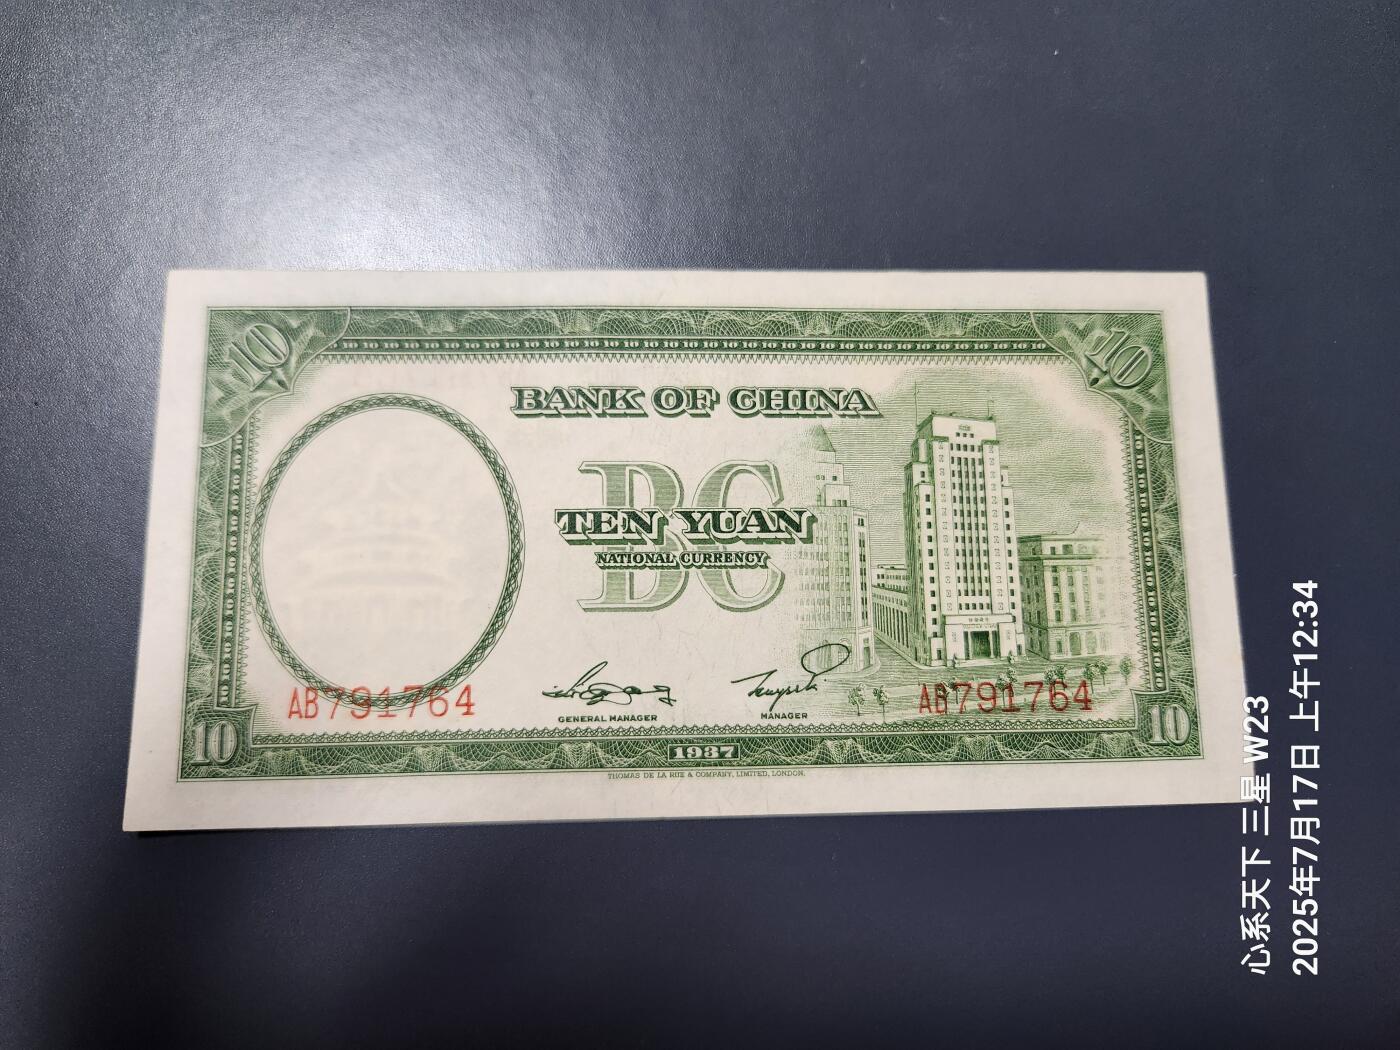 10
10
BANK OF CHINA
BC
TEN YUAN
NATIONAL CURRENCY
BC
AB791764
GENERAL MANAGER
MANAGER
AB791764
10
1937
10
THOMAS DE LA RUE & COMPANY, LIMITED, LONDON.
心系天下 三星 W23
2025年7月17日 上午12:34